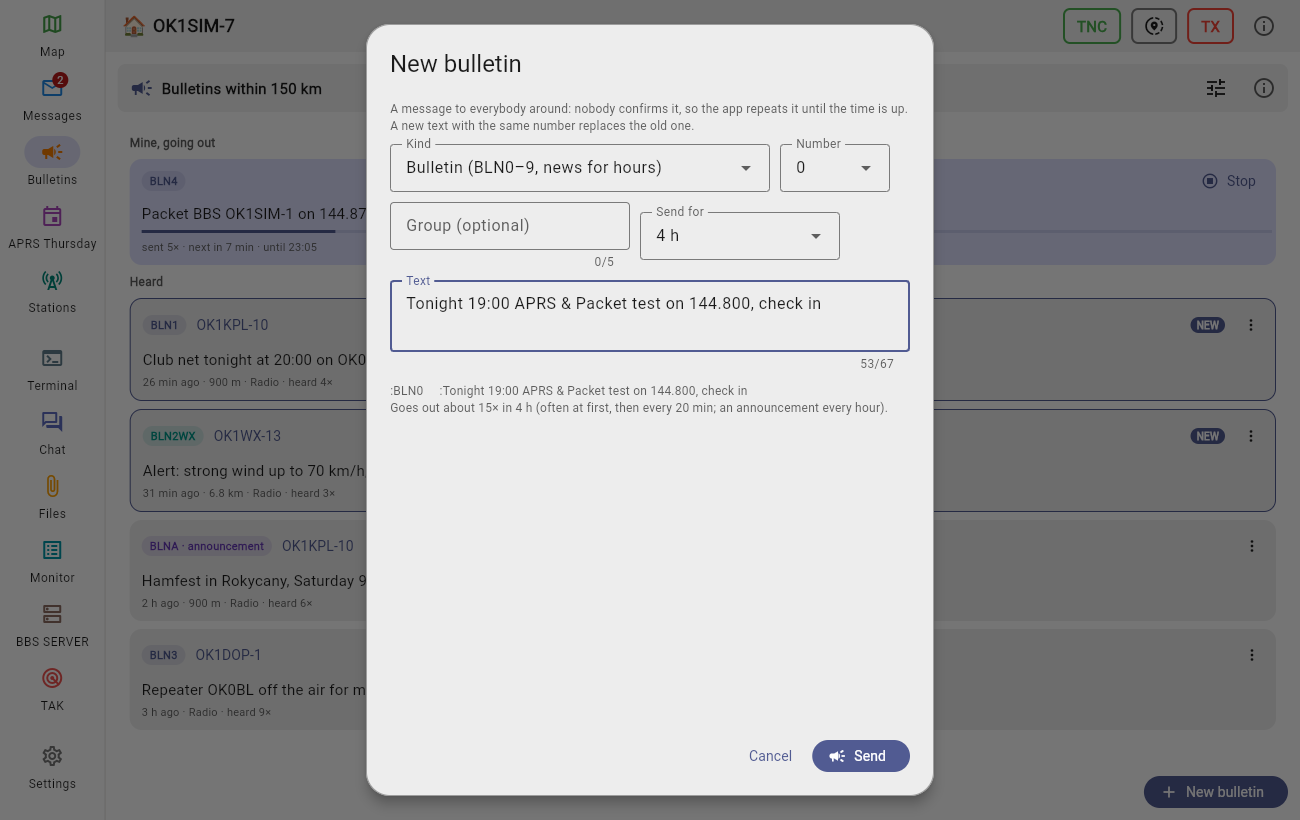 Map
2
Messages
Bulletins
APRS Thursday
Stations
Terminal
Chat
Files
Monitor
BBS SERVER
TAK
Settings
OK1SIM-7
TNC
TX
Bulletins within 150 km
Mine, going out
BLN4
Stop
Packet BBS OK1SIM-1 on 144.87
sent 5× · next in 7 min · until 23:05
Heard
BLN1 OK1KPL-10
NEW
Club net tonight at 20:00 on OK0
26 min ago · 900 m · Radio · heard 4×
BLN2WX OK1WX-13
NEW
Alert: strong wind up to 70 km/h,
31 min ago · 6.8 km · Radio · heard 3×
BLNA · announcement OK1KPL-10
Hamfest in Rokycany, Saturday 9
2 h ago · 900 m · Radio · heard 6×
BLN3 OK1DOP-1
Repeater OK0BL off the air for m
3 h ago · Radio · heard 9×
New bulletin
New bulletin
A message to everybody around: nobody confirms it, so the app repeats it until the time is up.
A new text with the same number replaces the old one.
Kind
Bulletin (BLN0–9, news for hours)
Number
0
Group (optional)
0/5
Send for
4 h
Text
Tonight 19:00 APRS & Packet test on 144.800, check in
53/67
:BLN0     :Tonight 19:00 APRS & Packet test on 144.800, check in
Goes out about 15× in 4 h (often at first, then every 20 min; an announcement every hour).
Cancel
Send